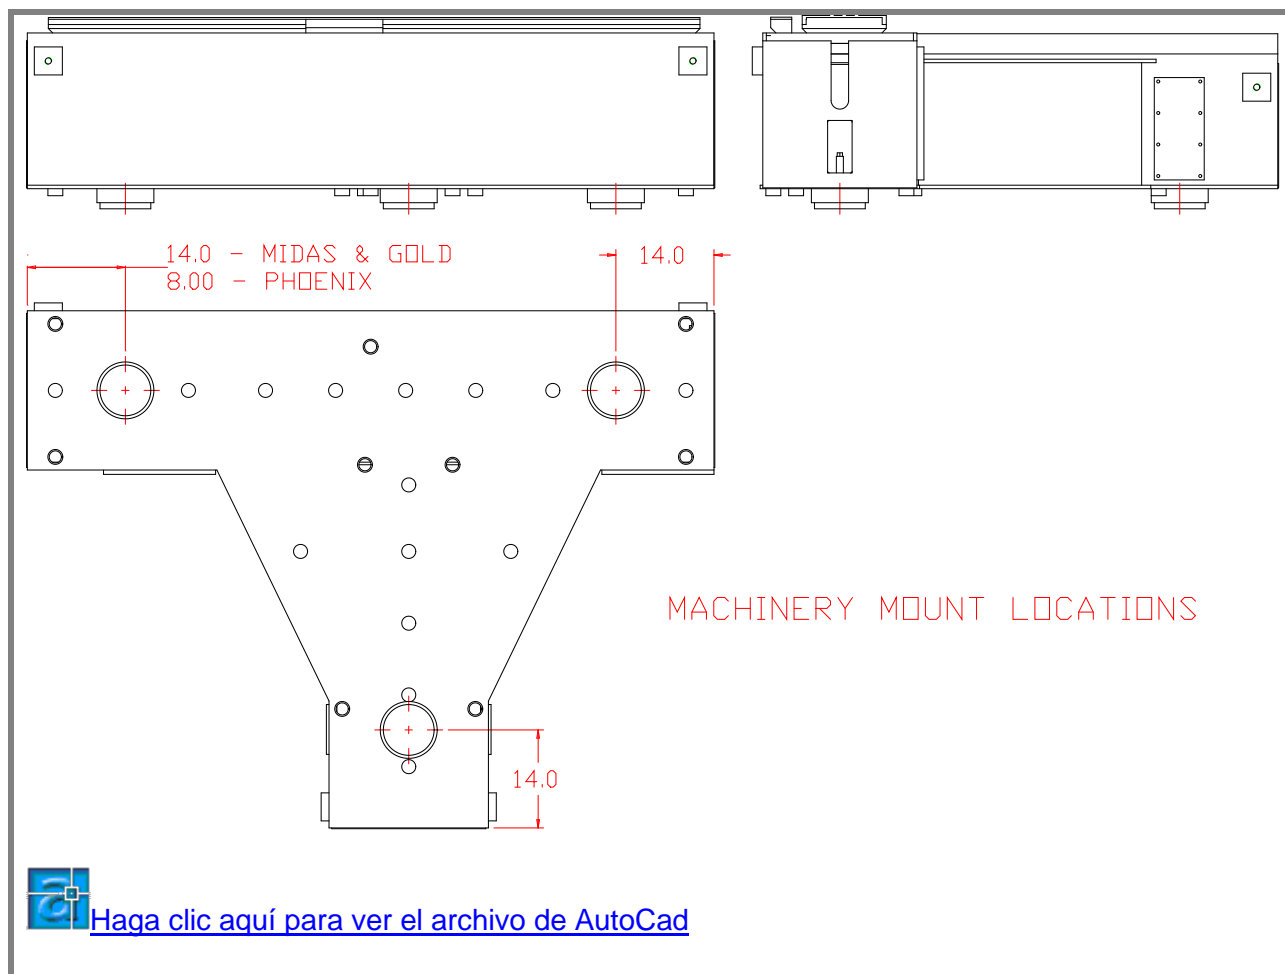 14.0 - MIDAS & GOLD
8.00 - PHOENIX
14.0
MACHINERY MOUNT LOCATIONS
14.0
a
Haga clic aquí para ver el archivo de AutoCad